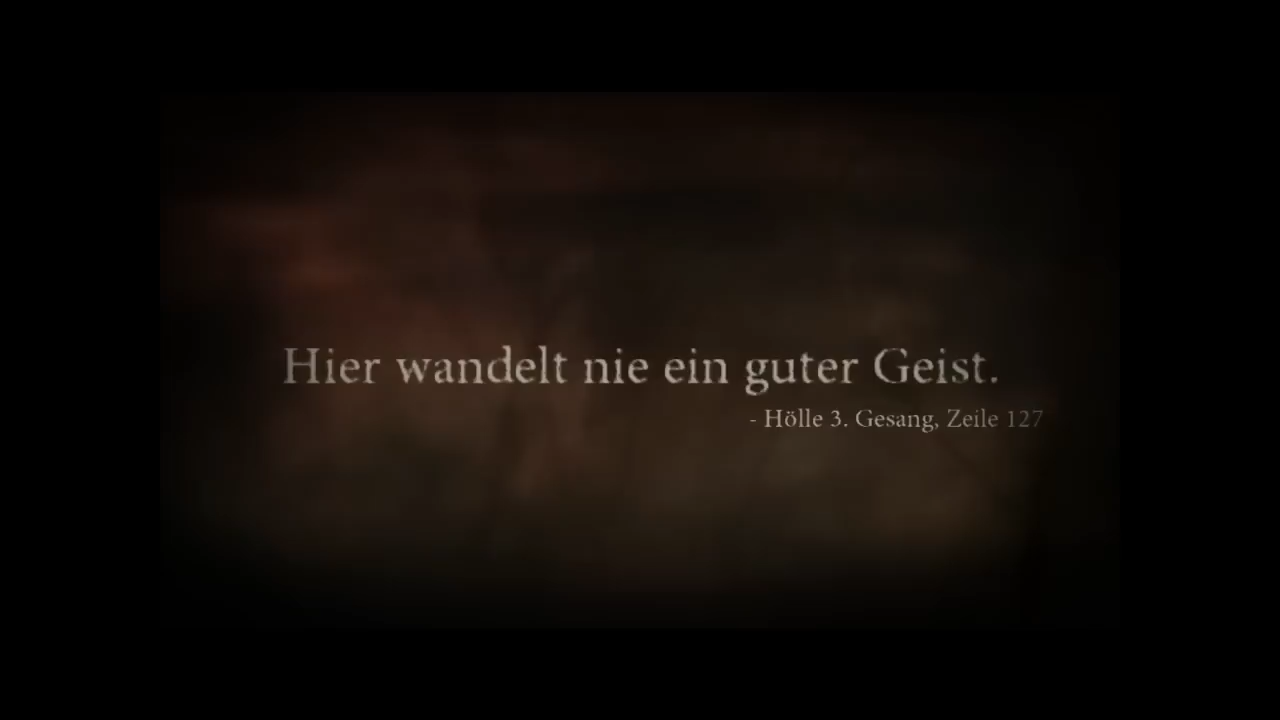 Hier wandelt nie ein guter Geist.
- Hölle 3. Gesang, Zeile 127